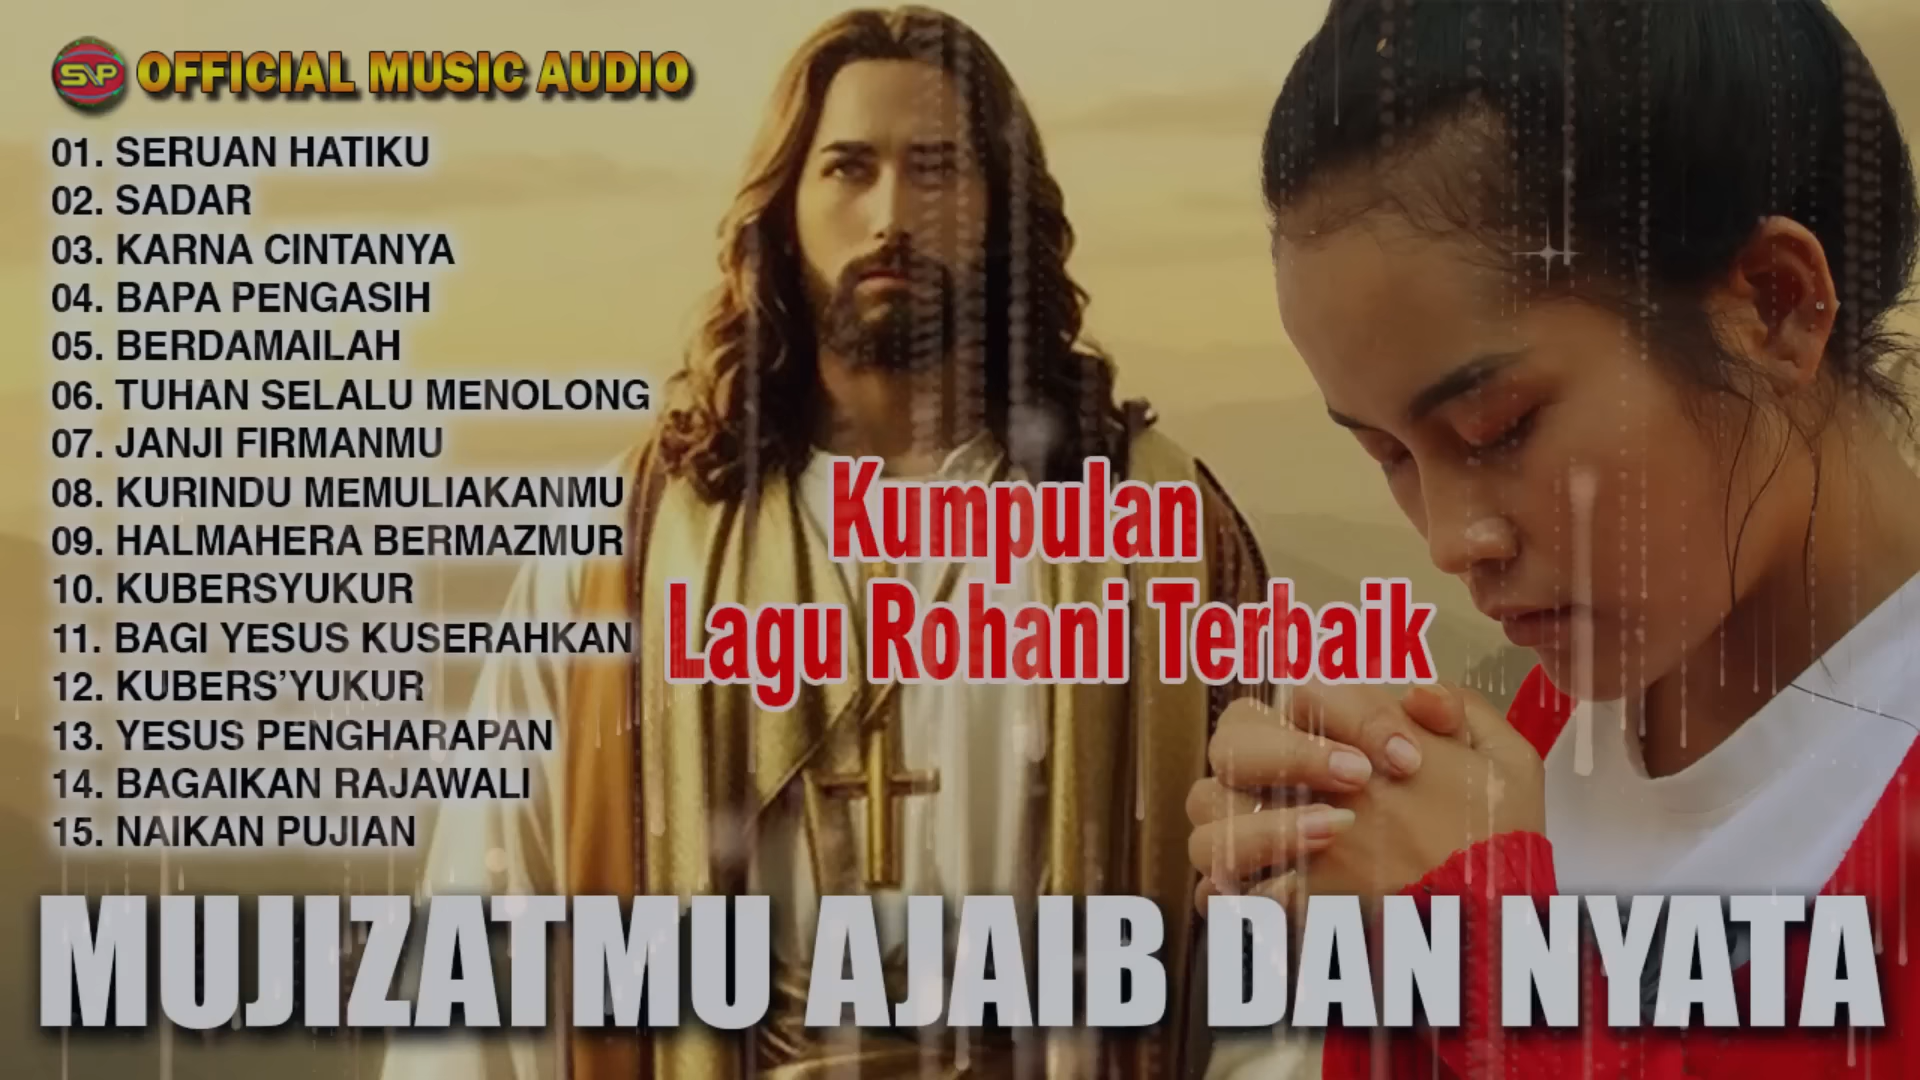 SNP OFFICIAL MUSIC AUDIO
01. SERUAN HATIKU
02. SADAR
03. KARNA CINTANYA
04. BAPA PENGASIH
05. BERDAMAILAH
06. TUHAN SELALU MENOLONG
07. JANJI FIRMANMU
08. KURINDU MEMULIAKANMU
09. HALMAHERA BERMAZMUR
10. KUBERSYUKUR
11. BAGI YESUS KUSERAHKAN
12. KUBERS’YUKUR
13. YESUS PENGHARAPAN
14. BAGAIKAN RAJAWALI
15. NAIKAN PUJIAN
Kumpulan
Lagu Rohani Terbaik
MUJIZATMU AJAIB DAN NYATA